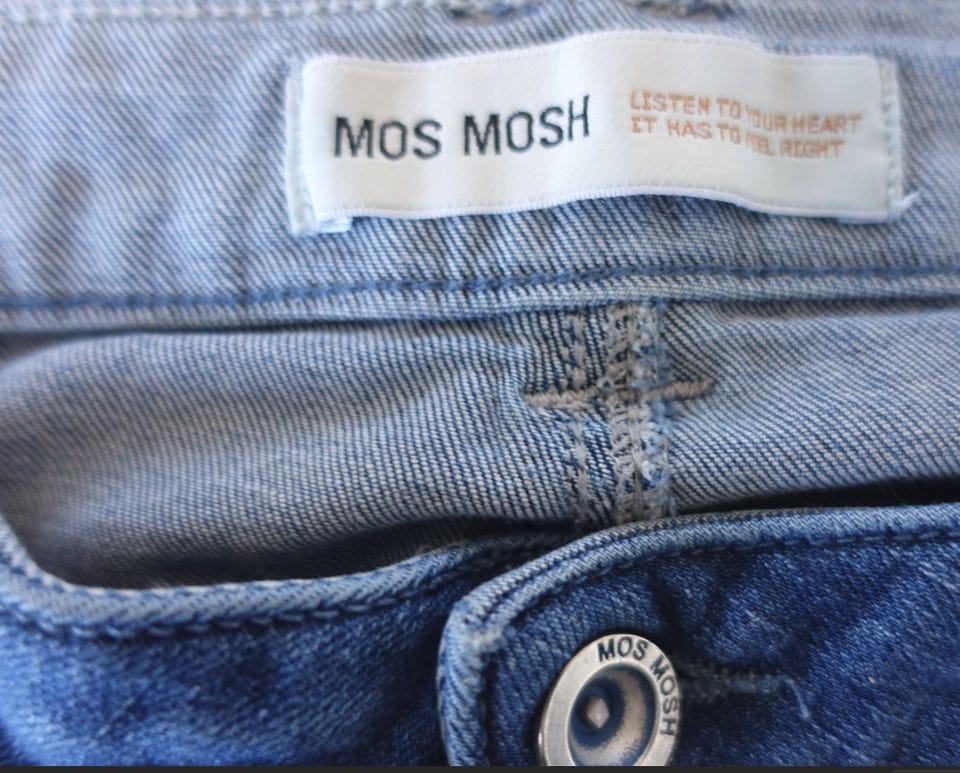 MOS MOSH
LISTEN TO YOUR HEART
IT HAS TO FEEL RIGHT
MOS MOSH